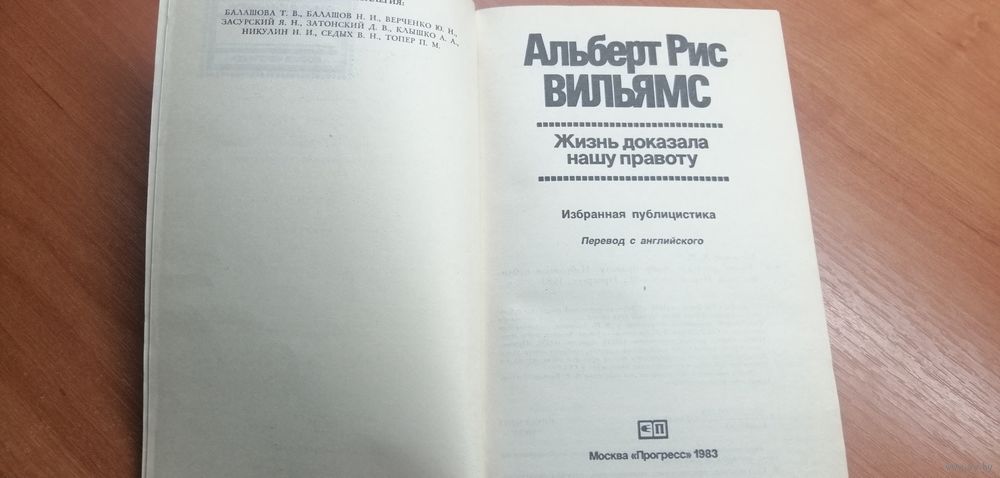 БАЛАШОВА Т. В., БАЛАШОВ Н. И., ВЕРЧЕНКО Ю. Н.,
ЗАСУРСКИЙ Я. Н., ЗАТОНСКИЙ Д. В., КЛЫШКО А. А.,
НИКУЛИН Н. И., СЕДЫХ В. Н., ТОПЕР П. М.
Альберт Рис
ВИЛЬЯМС
Жизнь доказала
нашу правоту
Избранная публицистика
Перевод с английского
Москва «Прогресс» 1983